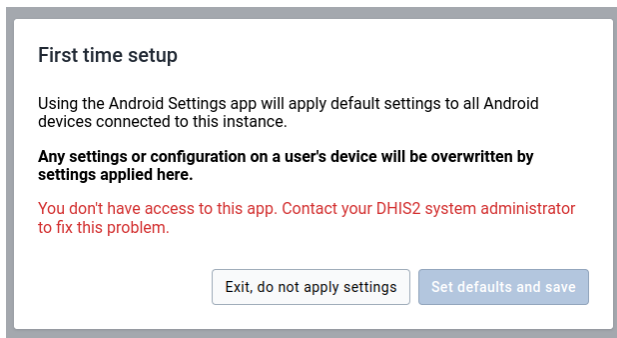 First time setup
Using the Android Settings app will apply default settings to all Android
devices connected to this instance.
Any settings or configuration on a user's device will be overwritten by
settings applied here.
You don't have access to this app. Contact your DHIS2 system administrator
to fix this problem.
Exit, do not apply settings
Set defaults and save